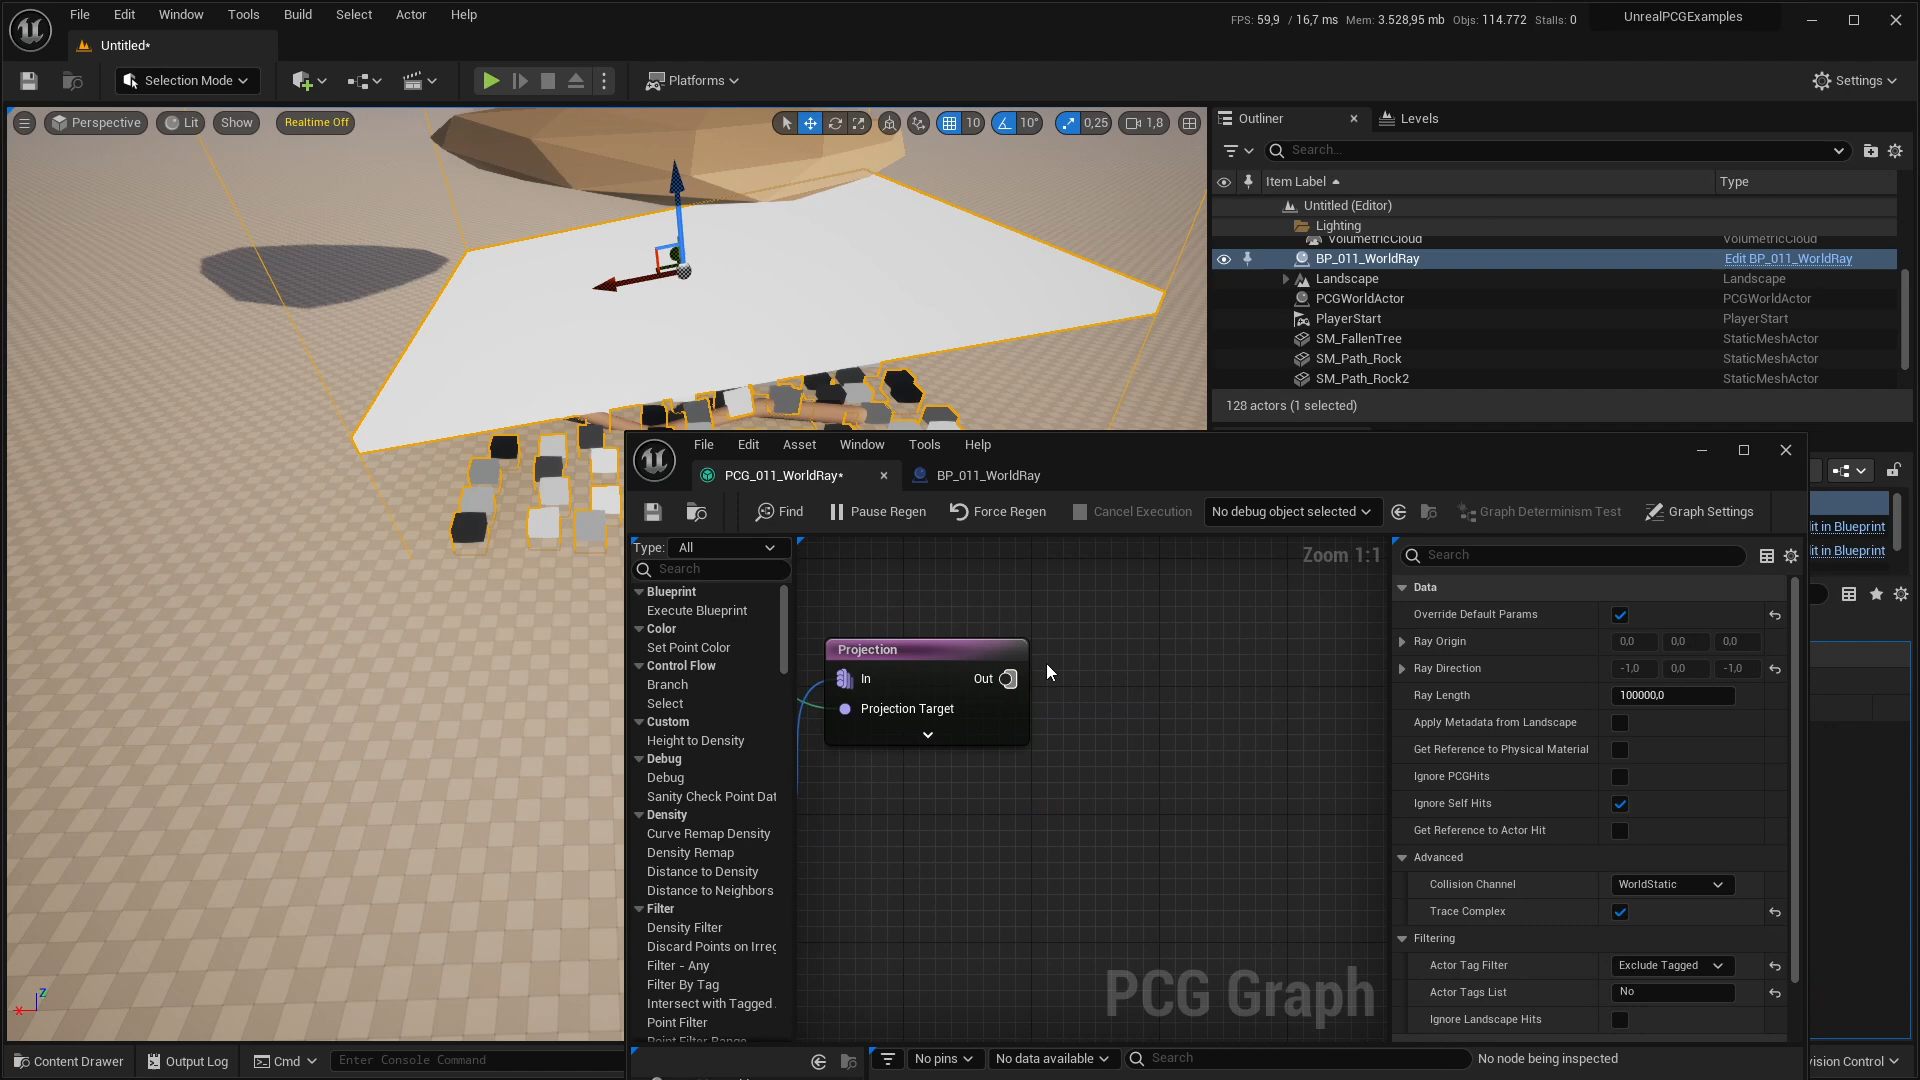 File Edit Window Tools Build Select Actor Help
FPS: 59,9 / 16,7 ms Mem: 3.528,95 mb Objs: 114.772 Stalls: 0
UnrealPCGExamples
Untitled*
Selection Mode
Platforms
Settings
Perspective
Lit
Show
Realtime Off
10
10°
0,25
1,8
Outliner
Levels
Search...
Item Label
Type
Untitled (Editor)
Lighting
VolumetricCloud VolumetricCloud
BP_011_WorldRay Edit BP_011_WorldRay
Landscape Landscape
PCGWorldActor PCGWorldActor
PlayerStart PlayerStart
SM_FallenTree StaticMeshActor
SM_Path_Rock StaticMeshActor
SM_Path_Rock2 StaticMeshActor
128 actors (1 selected)
File Edit Asset Window Tools Help
PCG_011_WorldRay*
BP_011_WorldRay
Find
Pause Regen
Force Regen
Cancel Execution
No debug object selected
Graph Determinism Test
Graph Settings
it in Blueprint
it in Blueprint
Type: All
Search
Blueprint
Execute Blueprint
Color
Set Point Color
Control Flow
Branch
Select
Custom
Height to Density
Debug
Debug
Sanity Check Point Dat
Density
Curve Remap Density
Density Remap
Distance to Density
Distance to Neighbors
Filter
Density Filter
Discard Points on Irreg
Filter - Any
Filter By Tag
Intersect with Tagged
Point Filter
Point Filter Range
Zoom 1:1
Projection
In
Out
Projection Target
PCG Graph
Search
Data
Override Default Params
Ray Origin 0,0 0,0 0,0
Ray Direction -1,0 0,0 -1,0
Ray Length 100000,0
Apply Metadata from Landscape
Get Reference to Physical Material
Ignore PCGHits
Ignore Self Hits
Get Reference to Actor Hit
Advanced
Collision Channel WorldStatic
Trace Complex
Filtering
Actor Tag Filter Exclude Tagged
Actor Tags List No
Ignore Landscape Hits
Z
X
Content Drawer
Output Log
Cmd
Enter Console Command
No pins
No data available
Search
No node being inspected
vision Control